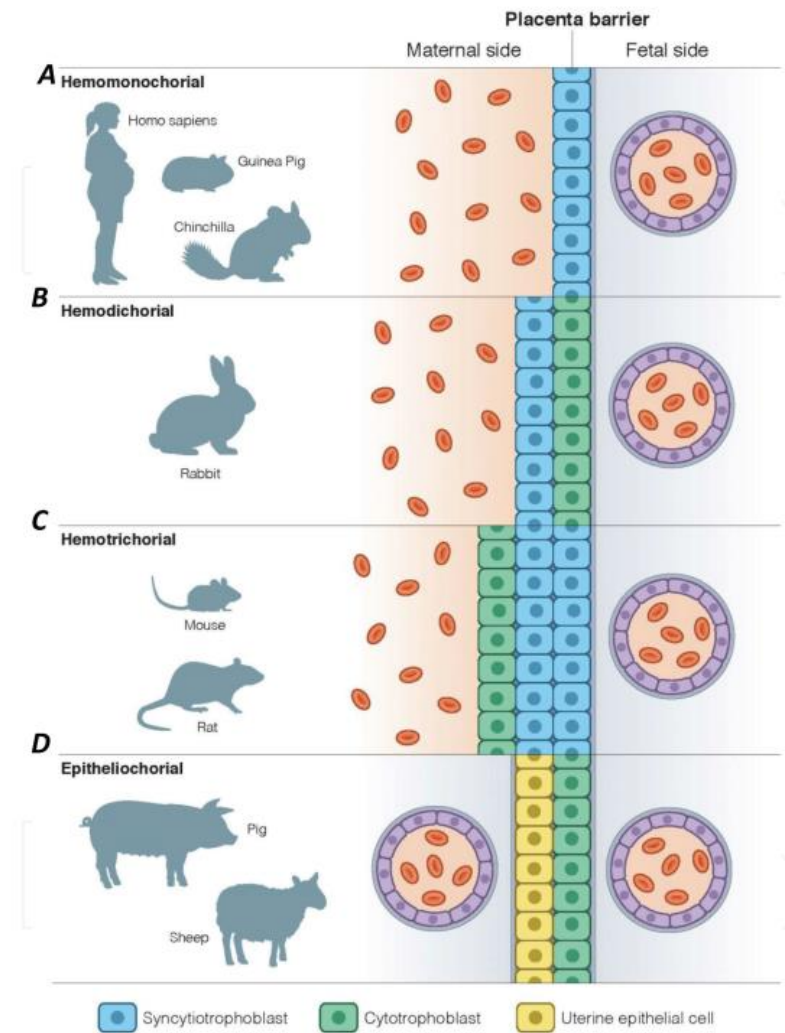 Placenta barrier
Maternal side
Fetal side
A
Hemomonochorial
Homo sapiens
Guinea Pig
Chinchilla
B
Hemodichorial
Rabbit
C
Hemotrichorial
Mouse
Rat
D
Epitheliochorial
Pig
Sheep
Syncytiotrophoblast
Cytotrophoblast
Uterine epithelial cell